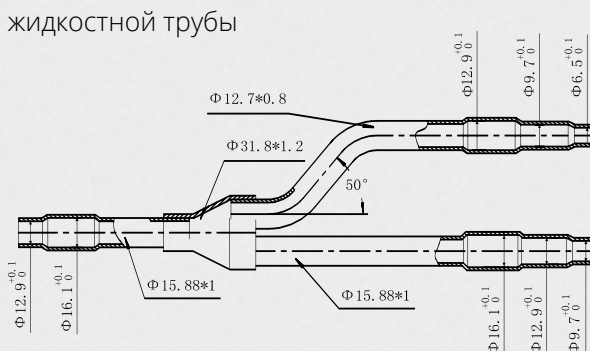 жидкостной трубы
Φ12.9 +0.1 0
Φ9.7 +0.1 0
Φ6.5 +0.1 0
Φ12.7*0.8
Φ31.8*1.2
50°
Φ15.88*1
Φ15.88*1
Φ12.9 +0.1 0
Φ16.1 +0.1 0
Φ16.1 +0.1 0
Φ12.9 +0.1 0
Φ9.7 +0.1 0